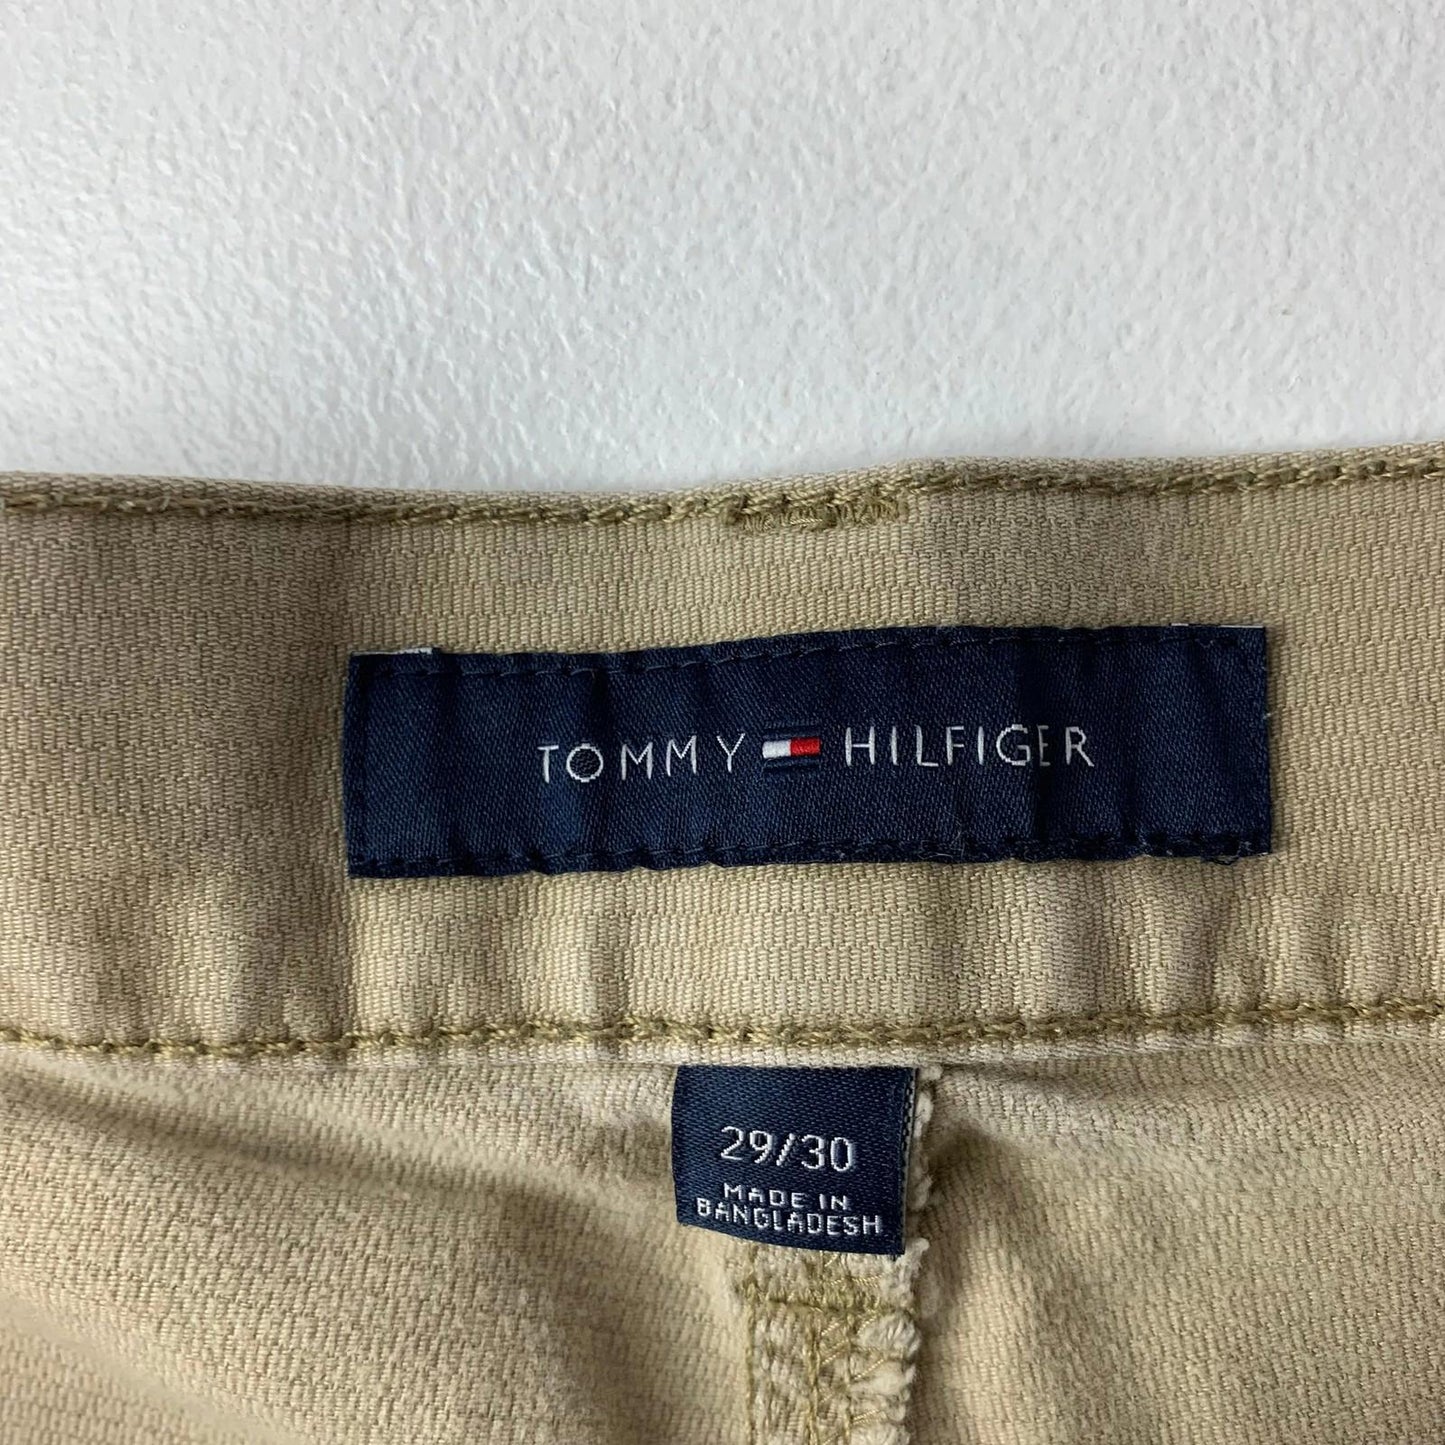 TOMMY HILFIGER
29/30
MADE IN
BANGLADESH